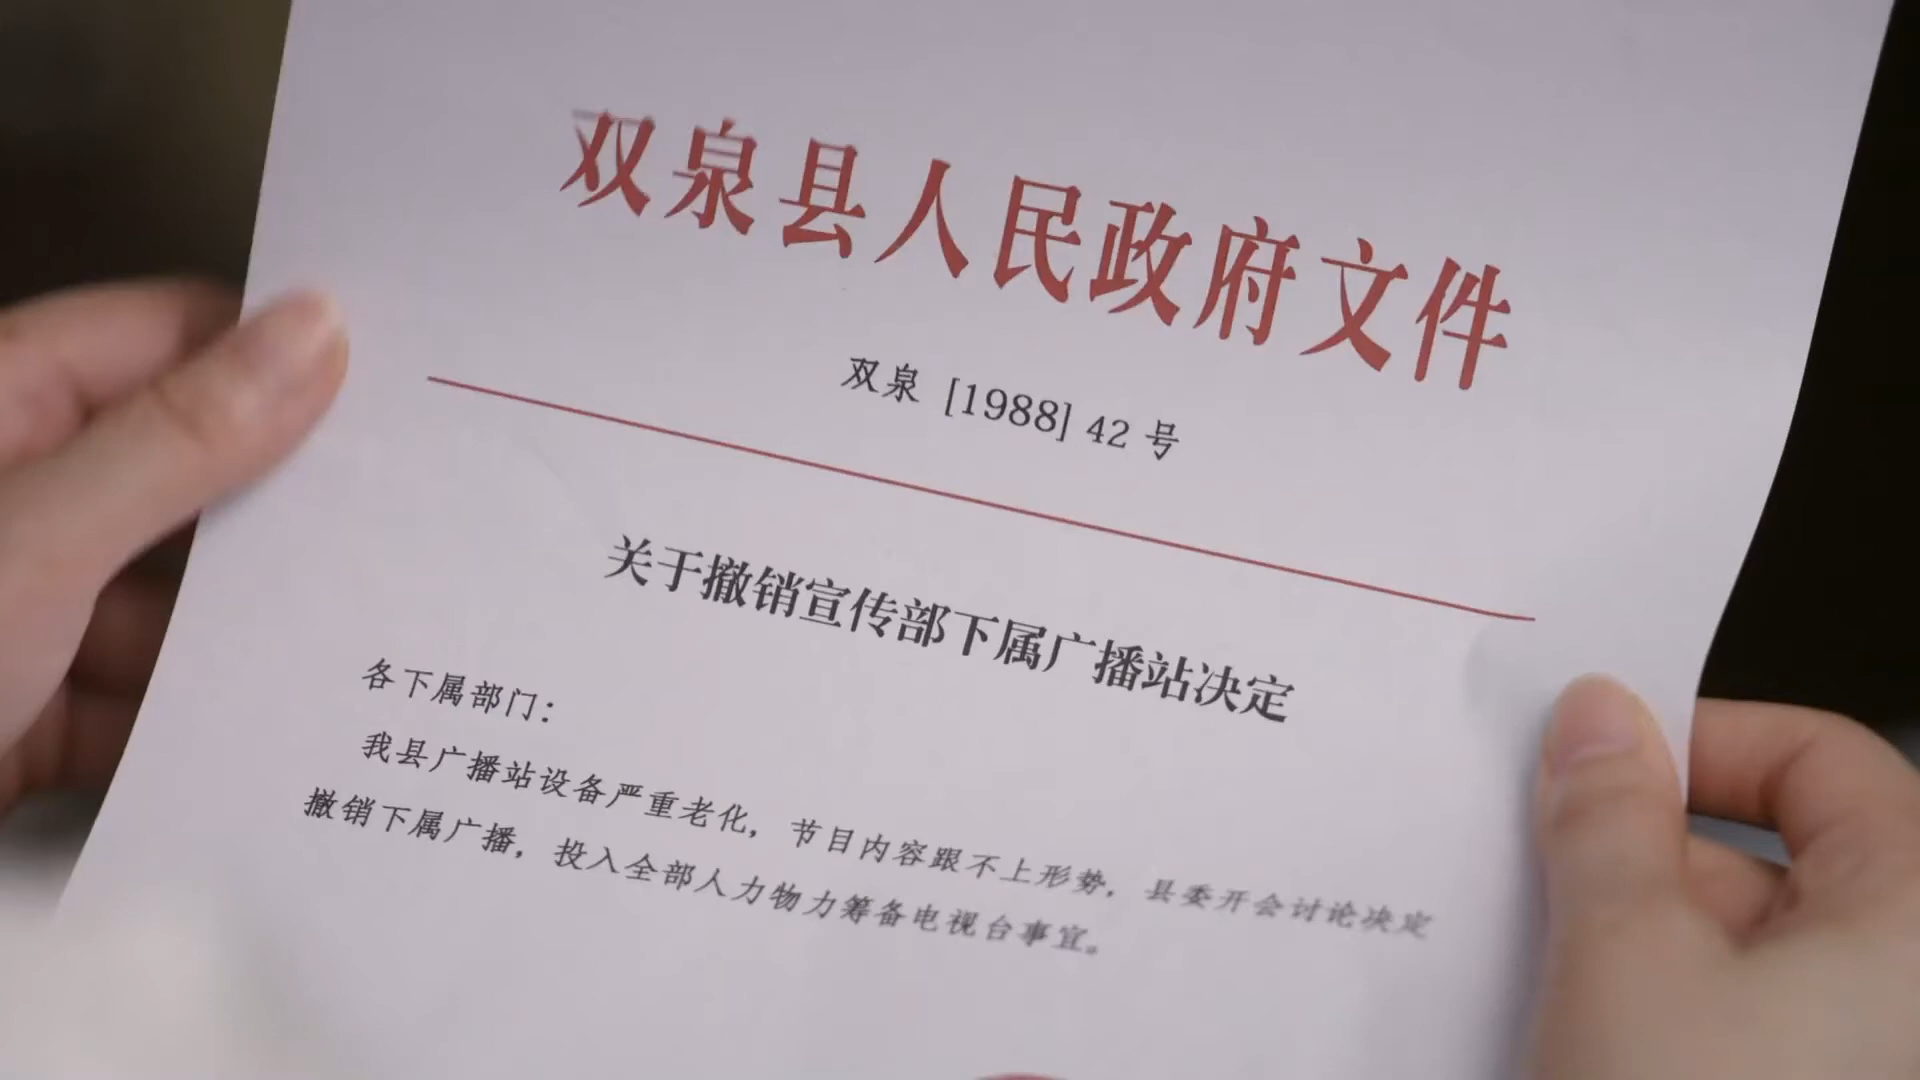 双泉县人民政府文件
双泉 [1988] 42 号
关于撤销宣传部下属广播站决定
各下属部门：
我县广播站设备严重老化，节目内容跟不上形势，县委开会讨论决定
撤销下属广播，投入全部人力物力筹备电视台事宜。